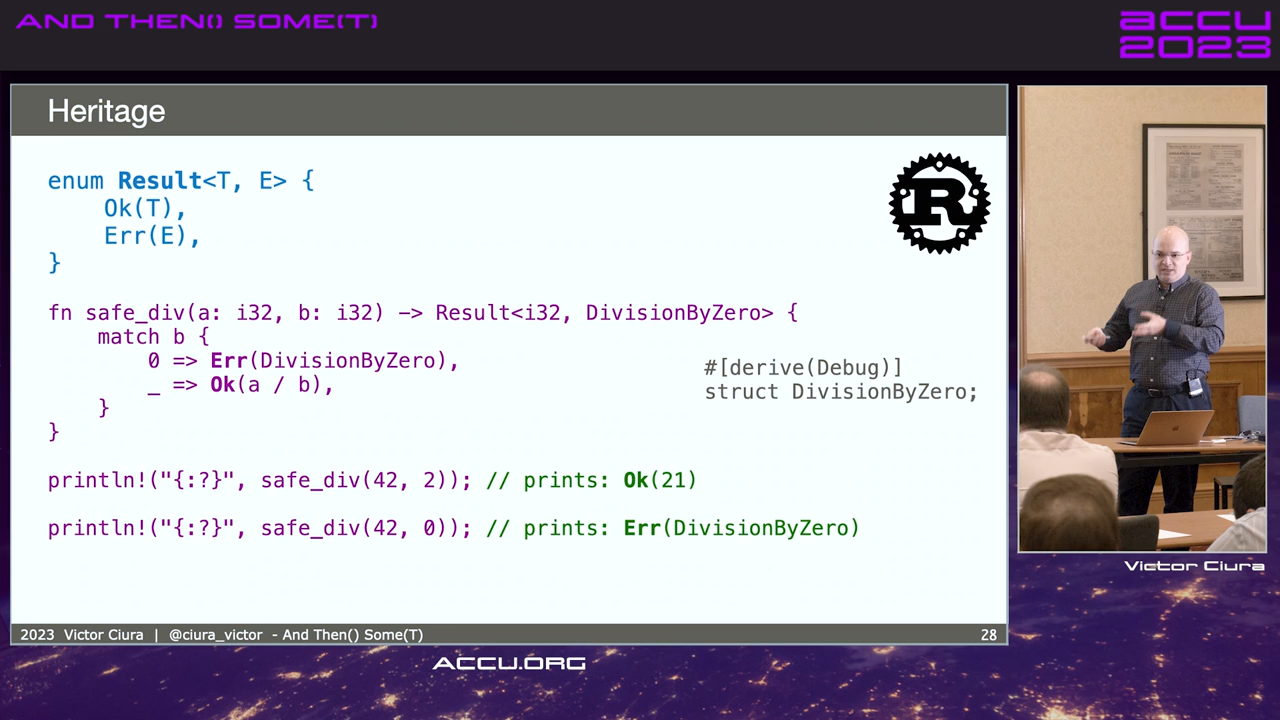 AND THEN() SOME(T)
ACCU
2023
Heritage
enum Result<T, E> {
    Ok(T),
    Err(E),
}
R
fn safe_div(a: i32, b: i32) -> Result<i32, DivisionByZero> {
    match b {
        0 => Err(DivisionByZero),
        _ => Ok(a / b),
    }
}
#[derive(Debug)]
struct DivisionByZero;
println!("{:?}", safe_div(42, 2)); // prints: Ok(21)
println!("{:?}", safe_div(42, 0)); // prints: Err(DivisionByZero)
Victor Ciura
2023 Victor Ciura | @ciura_victor - And Then() Some(T)
28
ACCU.ORG